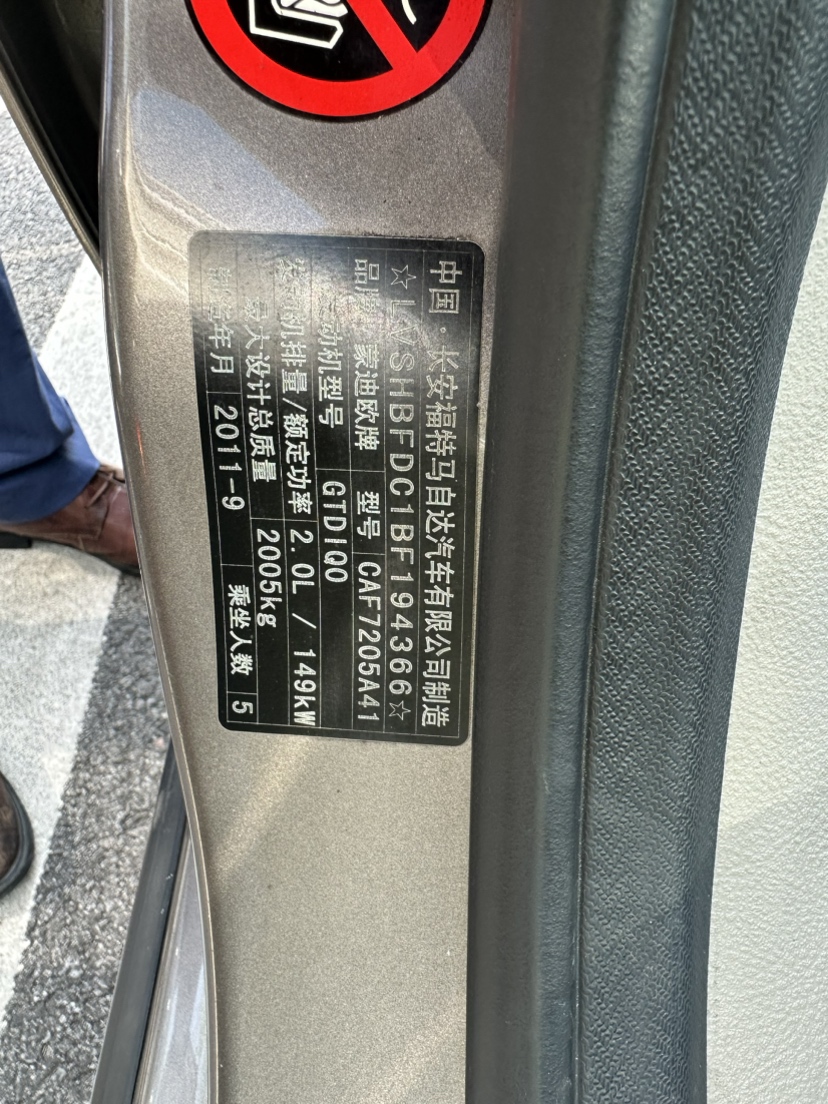 中国·长安福特马自达汽车有限公司制造
☆LVSHBFDC1BF194366☆
品牌 蒙迪欧牌 型号 CAF7205A41
发动机型号 GTDIQ0
发动机排量/额定功率 2.0L / 149kW
最大设计总质量 2005kg
制造年月 2011-9 乘坐人数 5